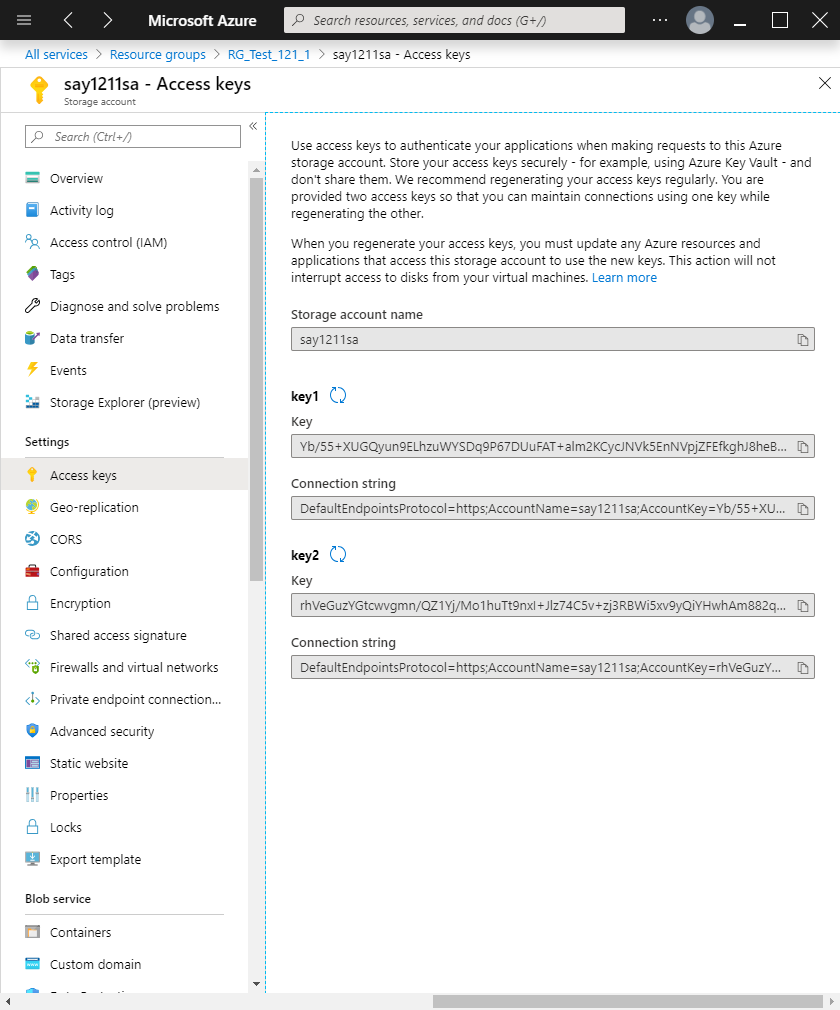 Microsoft Azure
Search resources, services, and docs (G+/)
All services > Resource groups > RG_Test_121_1 > say1211sa - Access keys
say1211sa - Access keys
Storage account
Search (Ctrl+/)
Overview
Activity log
Access control (IAM)
Tags
Diagnose and solve problems
Data transfer
Events
Storage Explorer (preview)
Settings
Access keys
Geo-replication
CORS
Configuration
Encryption
Shared access signature
Firewalls and virtual networks
Private endpoint connection...
Advanced security
Static website
Properties
Locks
Export template
Blob service
Containers
Custom domain
Use access keys to authenticate your applications when making requests to this Azure
storage account. Store your access keys securely - for example, using Azure Key Vault - and
don't share them. We recommend regenerating your access keys regularly. You are
provided two access keys so that you can maintain connections using one key while
regenerating the other.
When you regenerate your access keys, you must update any Azure resources and
applications that access this storage account to use the new keys. This action will not
interrupt access to disks from your virtual machines. Learn more
Storage account name
say1211sa
key1
Key
Yb/55+XUGQyun9ELhzuWYSDq9P67DUuFAT+alm2KCycJNVk5EnNVpjZFEfkghJ8heB...
Connection string
DefaultEndpointsProtocol=https;AccountName=say1211sa;AccountKey=Yb/55+XU...
key2
Key
rhVeGuzYGtcwvgmn/QZ1Yj/Mo1huTt9nxI+Jlz74C5v+zj3RBWi5xv9yQiYHwhAm882q...
Connection string
DefaultEndpointsProtocol=https;AccountName=say1211sa;AccountKey=rhVeGuzY...